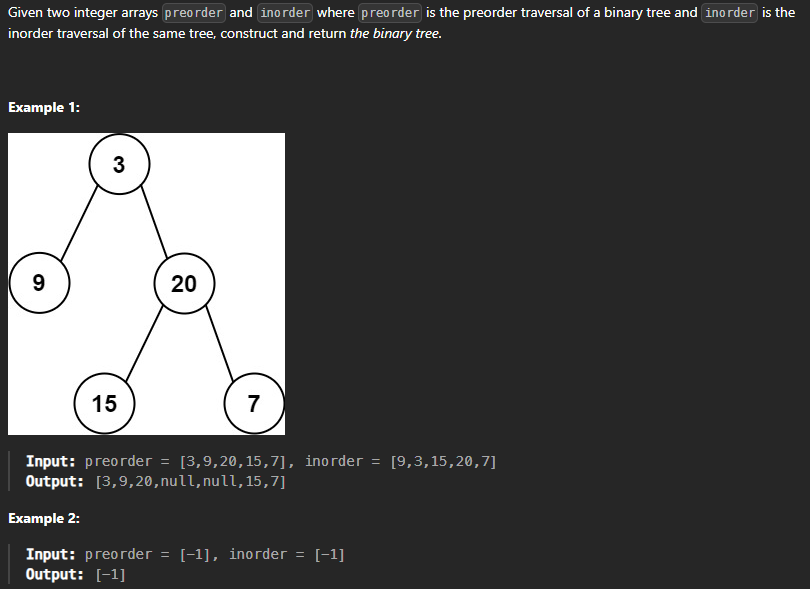 Given two integer arrays preorder and inorder where preorder is the preorder traversal of a binary tree and inorder is the
inorder traversal of the same tree, construct and return the binary tree.
Example 1:
3
9
20
15
7
Input: preorder = [3,9,20,15,7], inorder = [9,3,15,20,7]
Output: [3,9,20,null,null,15,7]
Example 2:
Input: preorder = [-1], inorder = [-1]
Output: [-1]